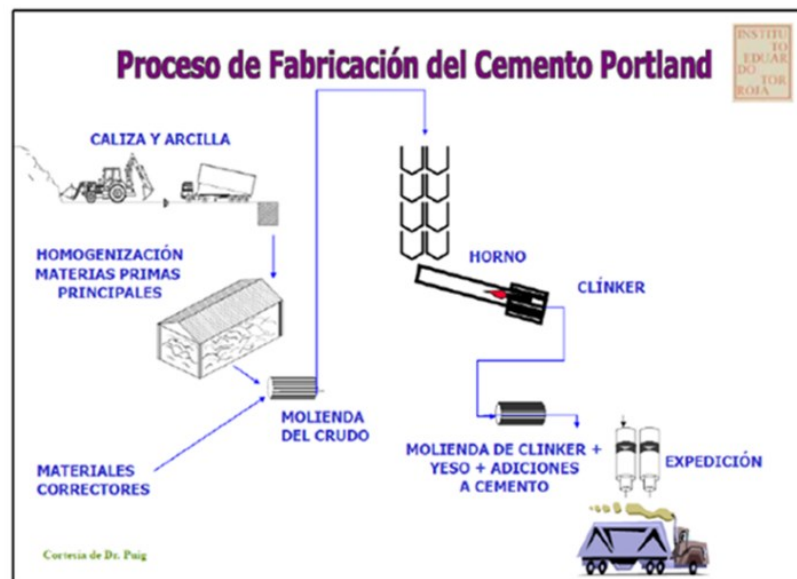 Proceso de Fabricación del Cemento Portland
INSTITU
TO
EDUAR
DO
TOR
ROJA
CALIZA Y ARCILLA
HOMOGENIZACIÓN
MATERIAS PRIMAS
PRINCIPALES
HORNO
CLÍNKER
MOLIENDA
DEL CRUDO
MATERIALES
CORRECTORES
MOLIENDA DE CLINKER +
YESO + ADICIONES
A CEMENTO
EXPEDICIÓN
Cortesía de Dr. Puig